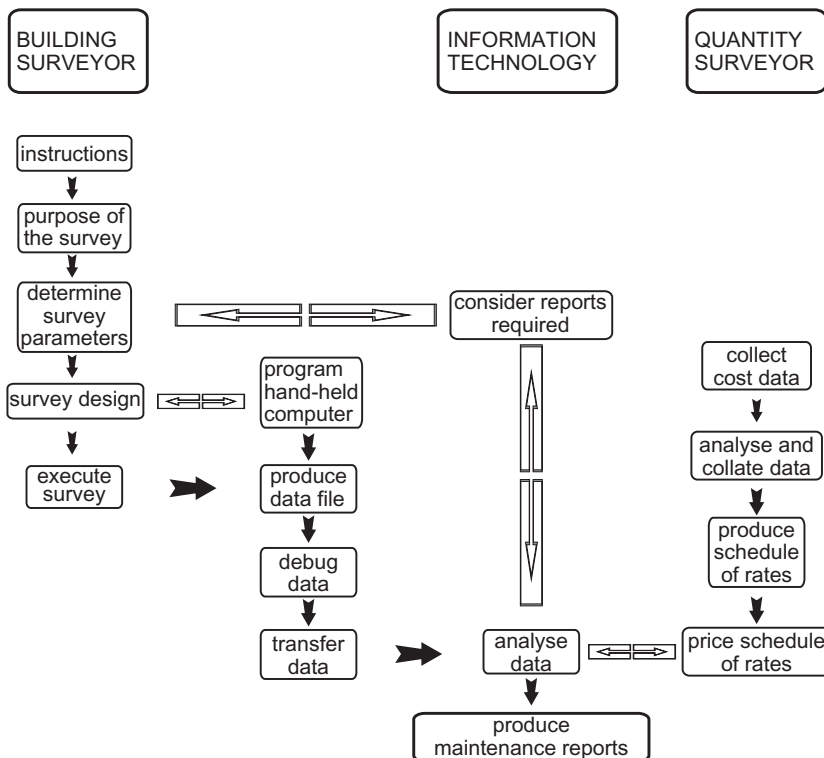 BUILDING
SURVEYOR
INFORMATION
TECHNOLOGY
QUANTITY
SURVEYOR
instructions
purpose of
the survey
determine
survey
parameters
survey design
execute
survey
program
hand-held
computer
produce
data file
debug
data
transfer
data
consider reports
required
analyse
data
produce
maintenance reports
collect
cost data
analyse and
collate data
produce
schedule
of rates
price schedule
of rates